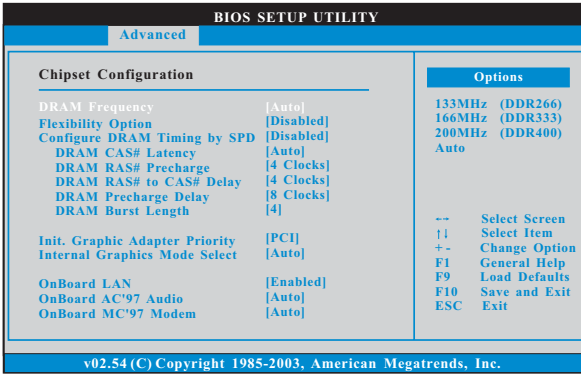 BIOS SETUP UTILITY
Advanced
Chipset Configuration
DRAM Frequency [Auto]
Flexibility Option [Disabled]
Configure DRAM Timing by SPD [Disabled]
DRAM CAS# Latency [Auto]
DRAM RAS# Precharge [4 Clocks]
DRAM RAS# to CAS# Delay [4 Clocks]
DRAM Precharge Delay [8 Clocks]
DRAM Burst Length [4]
Init. Graphic Adapter Priority [PCI]
Internal Graphics Mode Select [Auto]
OnBoard LAN [Enabled]
OnBoard AC'97 Audio [Auto]
OnBoard MC'97 Modem [Auto]
Options
133MHz (DDR266)
166MHz (DDR333)
200MHz (DDR400)
Auto
←→ Select Screen
↑↓ Select Item
+ - Change Option
F1 General Help
F9 Load Defaults
F10 Save and Exit
ESC Exit
v02.54 (C) Copyright 1985-2003, American Megatrends, Inc.